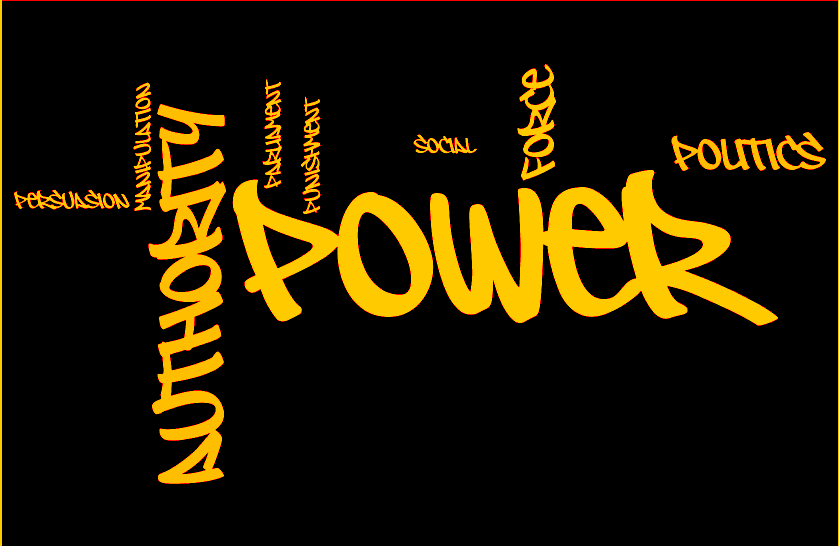 MANIPULATION
PERSUASION
AUTHORITY
PARLIAMENT
PUNISHMENT
SOCIAL
FORCE
POLITICS
POWER